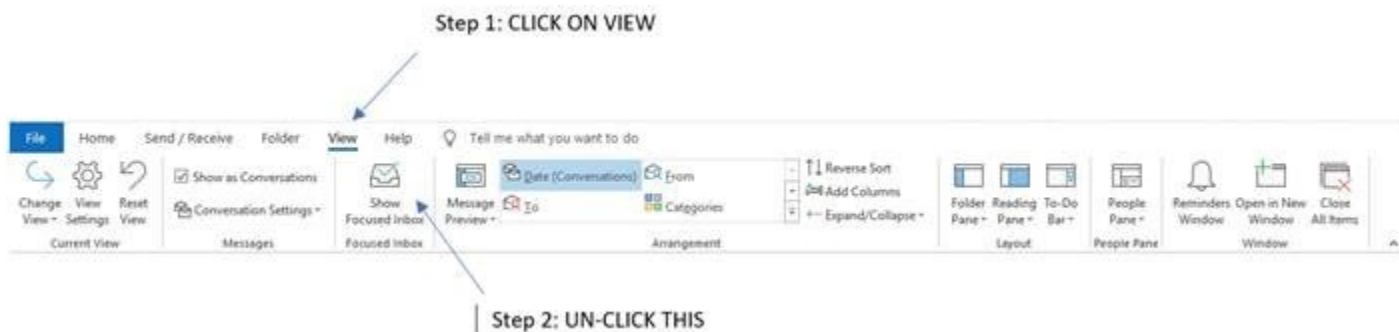 Step 1: CLICK ON VIEW
File Home Send / Receive Folder View Help Tell me what you want to do
Change View View Settings Reset View
Show as Conversations
Conversation Settings
Show Focused Inbox
Message Preview
Date (Conversations) From
To Categories
Reverse Sort
Add Columns
Expand/Collapse
Folder Pane Reading Pane To-Do Bar
People Pane
Reminders Window Open in New Window Close All Items
Current View Messages Focused Inbox Arrangement Layout People Pane Window
Step 2: UN-CLICK THIS